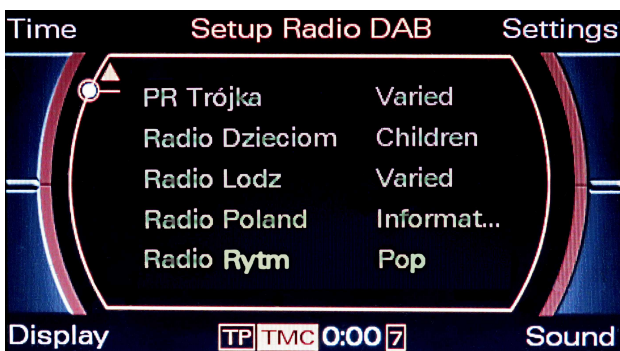 Time Setup Radio DAB Settings
PR Trójka Varied
Radio Dzieciom Children
Radio Lodz Varied
Radio Poland Informat...
Radio Rytm Pop
Display TP TMC 0:00 7 Sound